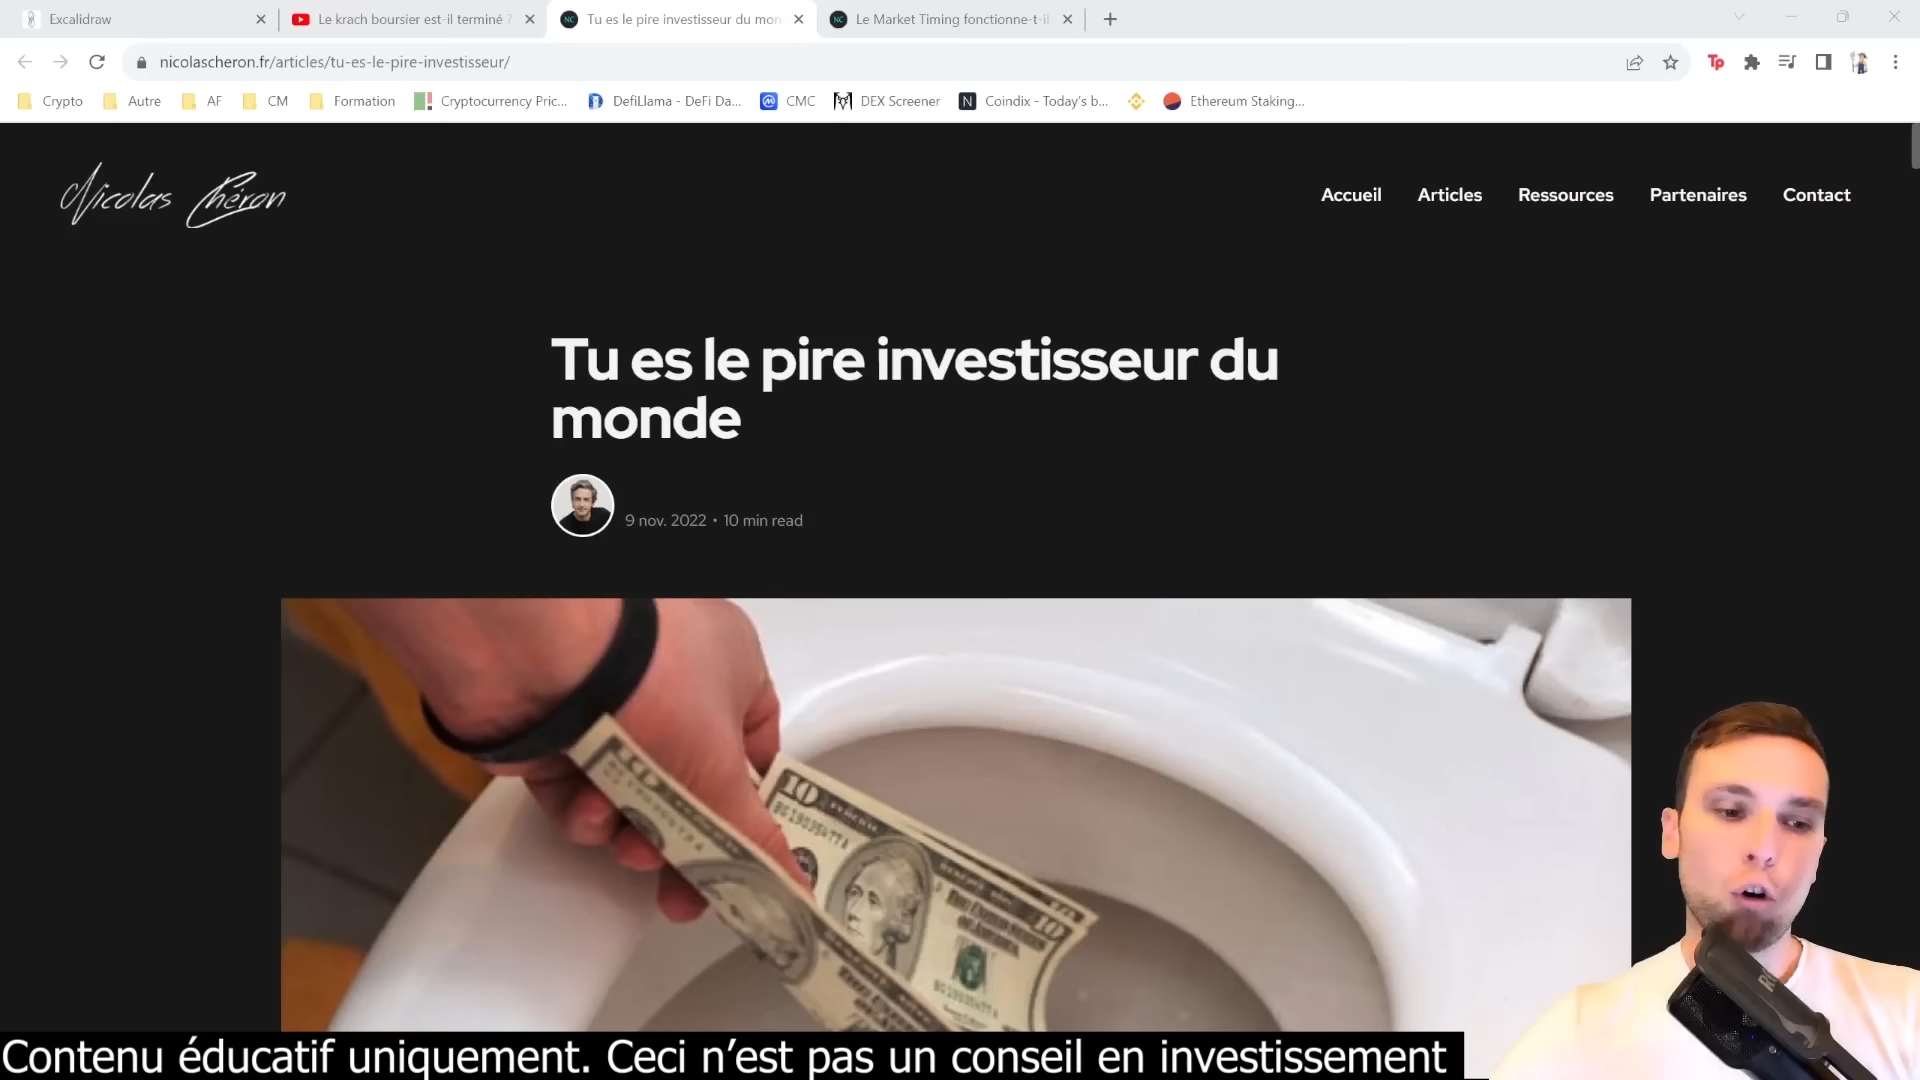 Excalidraw
Le krach boursier est-il terminé ?
Tu es le pire investisseur du mon
Le Market Timing fonctionne-t-il
nicolascheron.fr/articles/tu-es-le-pire-investisseur/
Tp
Crypto
Autre
AF
CM
Formation
Cryptocurrency Pric...
DefiLlama - DeFi Da...
CMC
DEX Screener
N
Coindix - Today's b...
Ethereum Staking...
Nicolas Chéron
Accueil
Articles
Ressources
Partenaires
Contact
Tu es le pire investisseur du
monde
9 nov. 2022 • 10 min read
10
10
Contenu éducatif uniquement. Ceci n’est pas un conseil en investissement